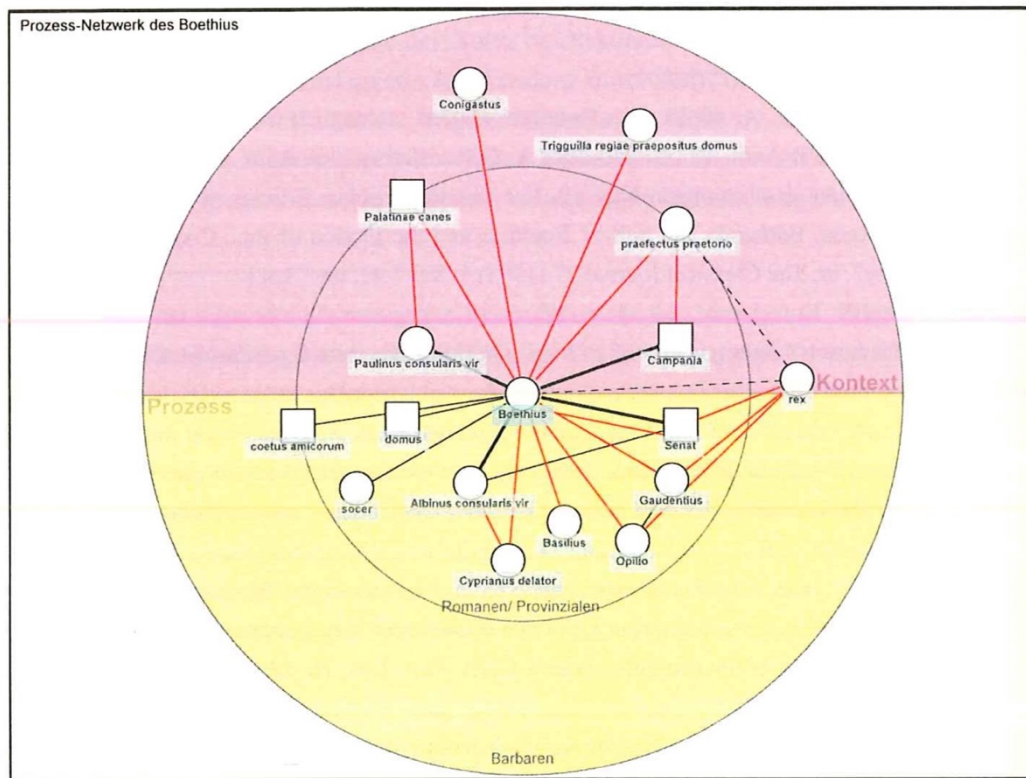 Prozess-Netzwerk des Boethius
Conigastus
Trigguilla regiae praepositus domus
Palatinae canes
praefectus praetorio
Paulinus consularis vir
Campania
Kontext
rex
Prozess
Boethius
coetus amicorum
domus
Senat
socer
Albinus consularis vir
Gaudentius
Basilius
Opilio
Cyprianus delator
Romanen/ Provinzialen
Barbaren